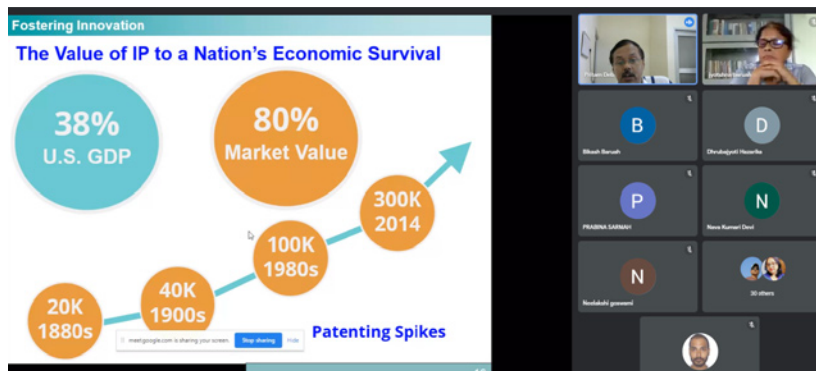 Fostering Innovation
The Value of IP to a Nation's Economic Survival
38%
U.S. GDP
80%
Market Value
300K
2014
100K
1980s
40K
1900s
20K
1880s
Patenting Spikes
meet.google.com is sharing your screen.
Stop sharing
Hide
B
Bikash Baruah
D
Dhrubajyoti Hazarika
P
PRABINA SARMAH
N
Nava Kumari Devi
N
Neelakshi goswami
30 others